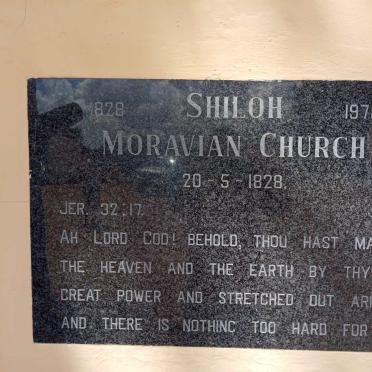 1828 SHILOH 197
MORAVIAN CHURCH
20-5-1828.
JER. 32:17.
AH LORD GOD! BEHOLD, THOU HAST MA
THE HEAVEN AND THE EARTH BY THY
GREAT POWER AND STRETCHED OUT AR
AND THERE IS NOTHING TOO HARD FOR